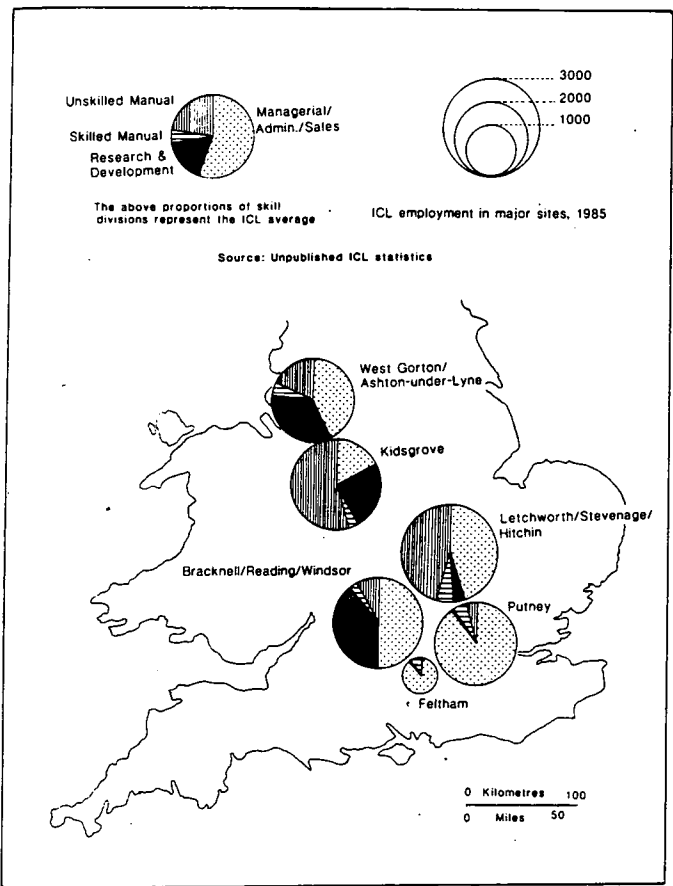 Unskilled Manual
Managerial/
Admin./Sales
Skilled Manual
Research &
Development
The above proportions of skill
divisions represent the ICL average
3000
2000
1000
ICL employment in major sites, 1985
Source: Unpublished ICL statistics
West Gorton/
Ashton-under-Lyne
Kidsgrove
Letchworth/Stevenage/
Hitchin
Bracknell/Reading/Windsor
Putney
Feltham
0 Kilometres 100
0 Miles 50